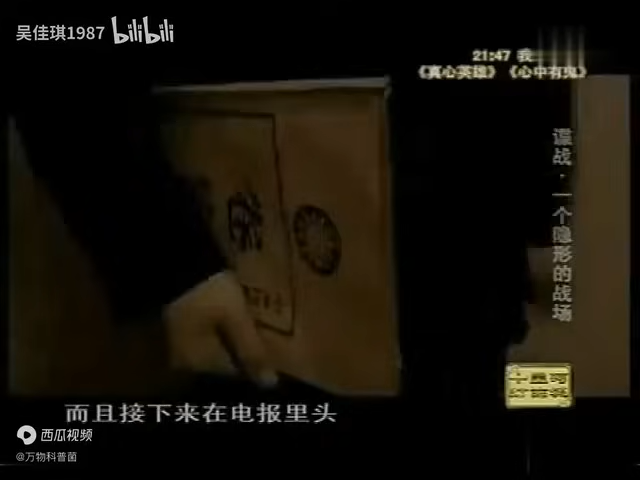 吴佳琪1987 bilibili
21:47 我
《真心英雄》《心中有鬼》
谍战·一个隐形的战场
密
而且接下来在电报里头
西瓜视频
@万物科普菌